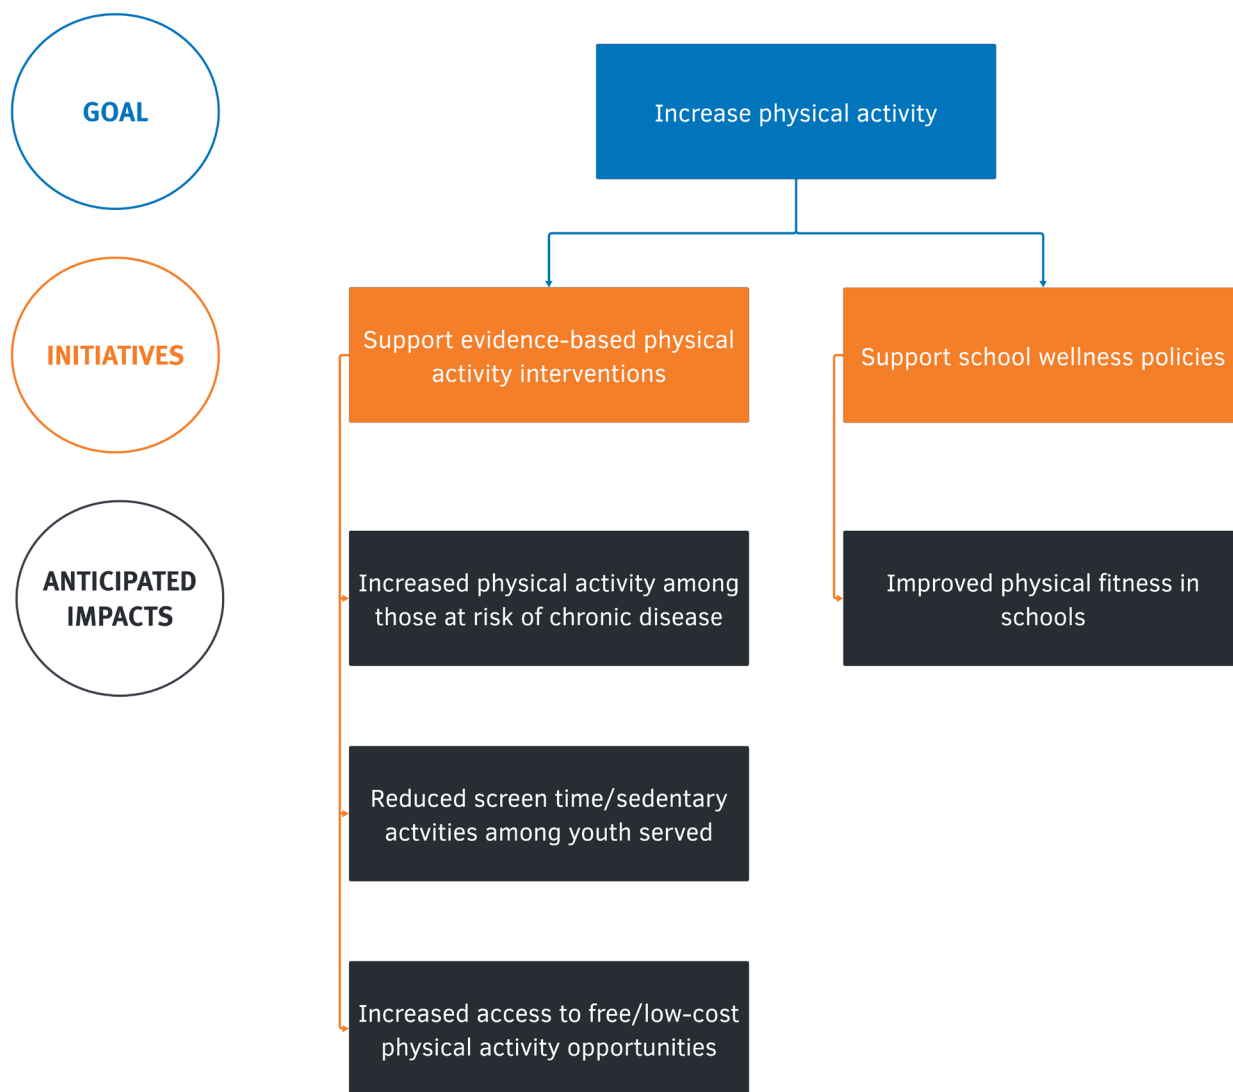 GOAL
Increase physical activity
INITIATIVES
Support evidence-based physical
activity interventions
Support school wellness policies
ANTICIPATED
IMPACTS
Increased physical activity among
those at risk of chronic disease
Improved physical fitness in
schools
Reduced screen time/sedentary
actvities among youth served
Increased access to free/low-cost
physical activity opportunities